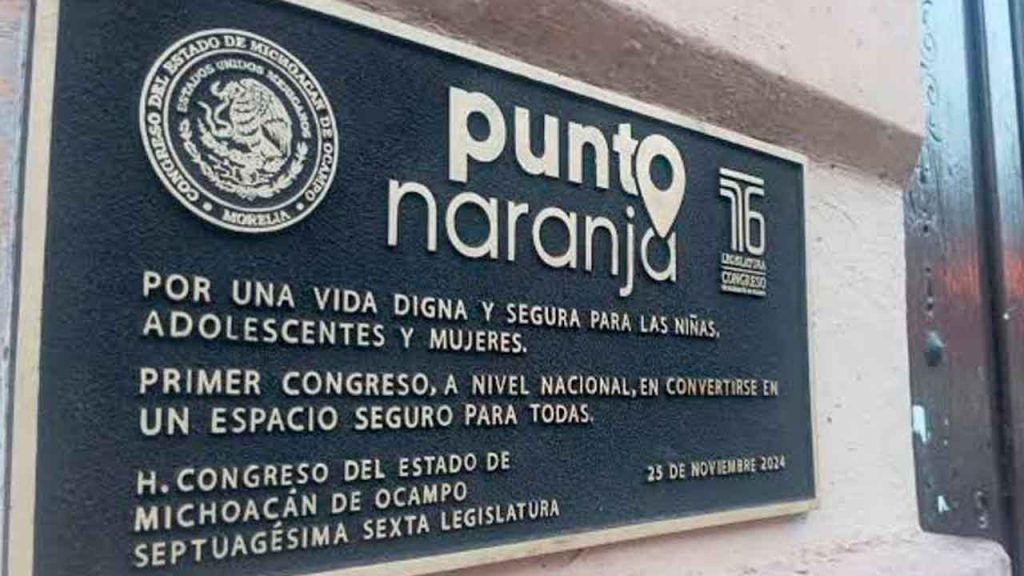 CONGRESO DEL ESTADO DE MICHOACAN DE OCAMPO
ESTADOS UNIDOS MEXICANOS
• MORELIA •
punto
naranja
76
LEGISLATURA
CONGRESO
POR UNA VIDA DIGNA Y SEGURA PARA LAS NIÑAS,
ADOLESCENTES Y MUJERES.
PRIMER CONGRESO, A NIVEL NACIONAL, EN CONVERTIRSE EN
UN ESPACIO SEGURO PARA TODAS.
H. CONGRESO DEL ESTADO DE
MICHOACÁN DE OCAMPO
SEPTUAGÉSIMA SEXTA LEGISLATURA
25 DE NOVIEMBRE 2024